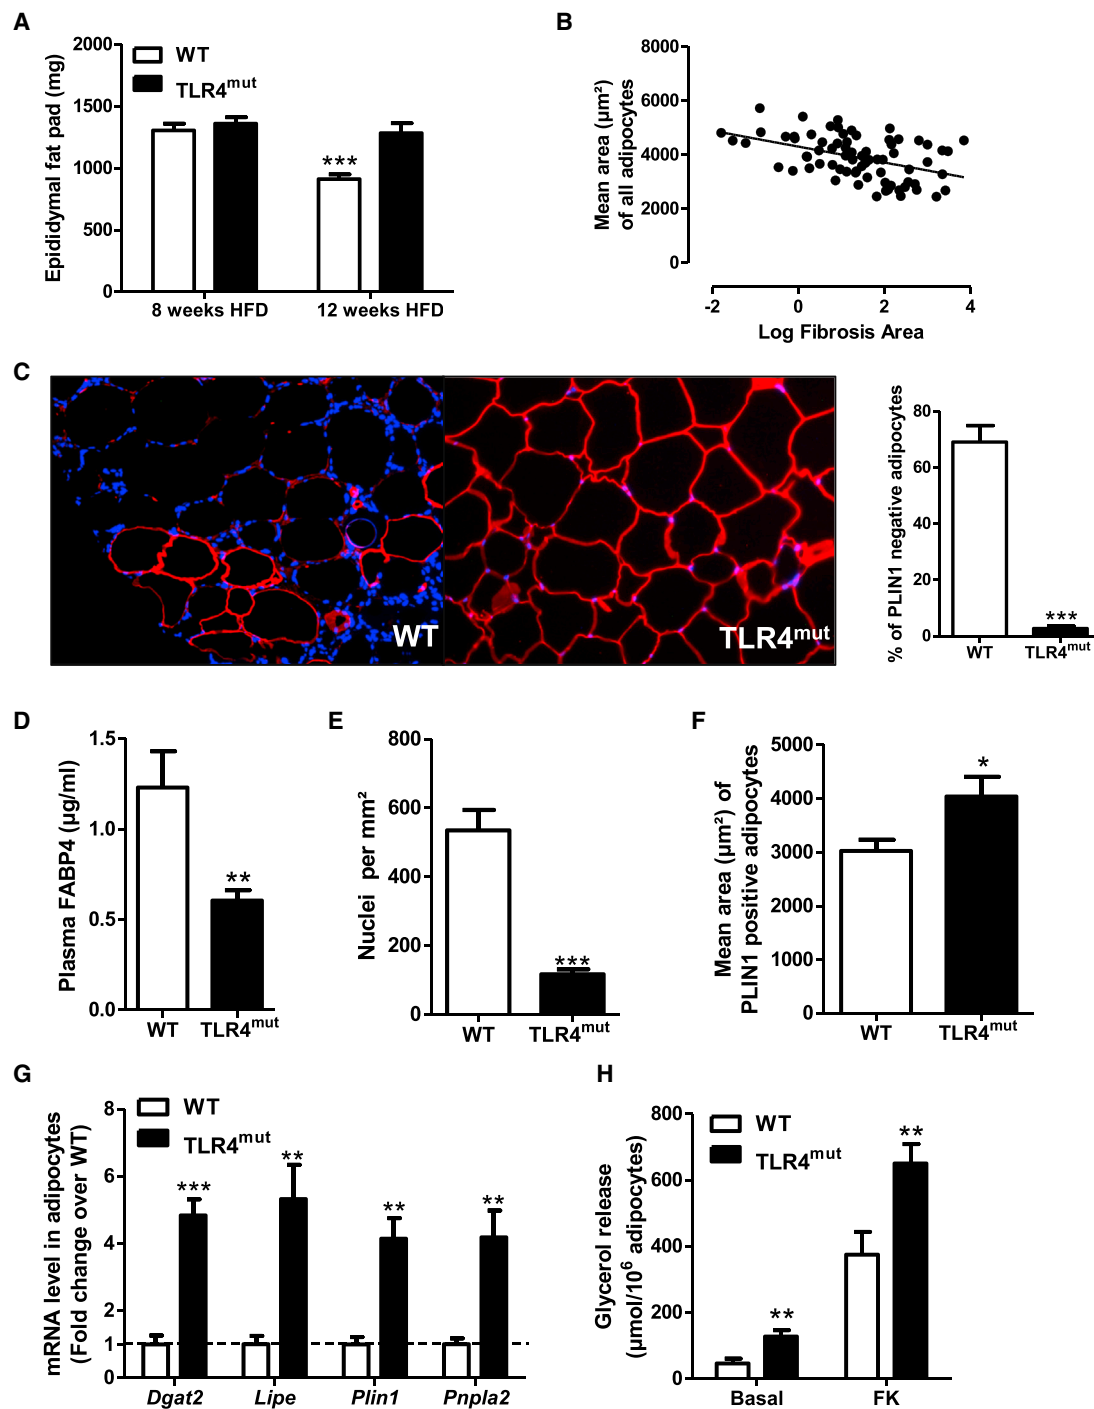 A
Epididymal fat pad (mg)
2000
1500
1000
500
0
WT
TLR4mut
***
8 weeks HFD
12 weeks HFD
B
Mean area (µm²)
of all adipocytes
8000
6000
4000
2000
0
-2
0
2
4
Log Fibrosis Area
C
WT
TLR4mut
% of PLIN1 negative adipocytes
80
60
40
20
0
***
WT
TLR4mut
D
Plasma FABP4 (µg/ml)
1.5
1.0
0.5
0.0
**
WT
TLR4mut
E
Nuclei per mm²
800
600
400
200
0
***
WT
TLR4mut
F
Mean area (µm²) of
PLIN1 positive adipocytes
5000
4000
3000
2000
1000
0
*
WT
TLR4mut
G
mRNA level in adipocytes
(Fold change over WT)
8
6
4
2
1
0
WT
TLR4mut
***
**
**
**
Dgat2
Lipe
Plin1
Pnpla2
H
Glycerol release
(µmol/10⁶ adipocytes)
800
600
400
200
0
WT
TLR4mut
**
**
Basal
FK